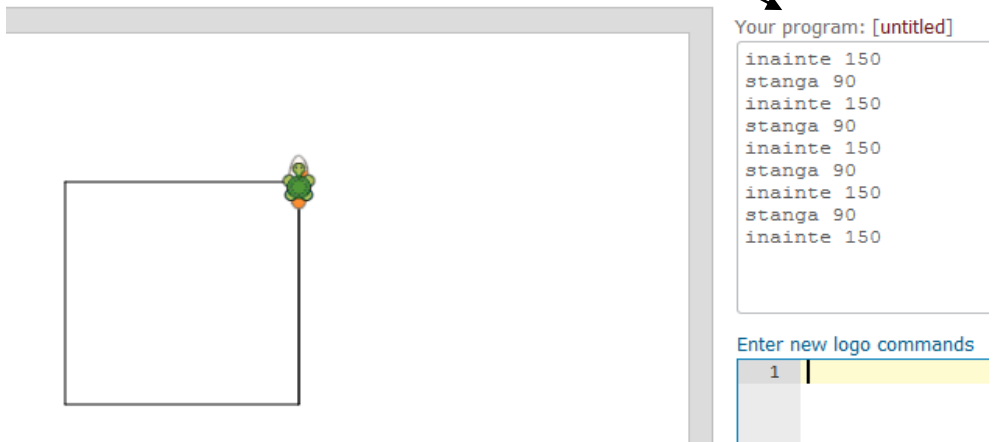 Your program: [untitled]
inainte 150
stanga 90
inainte 150
stanga 90
inainte 150
stanga 90
inainte 150
stanga 90
inainte 150
Enter new logo commands
1